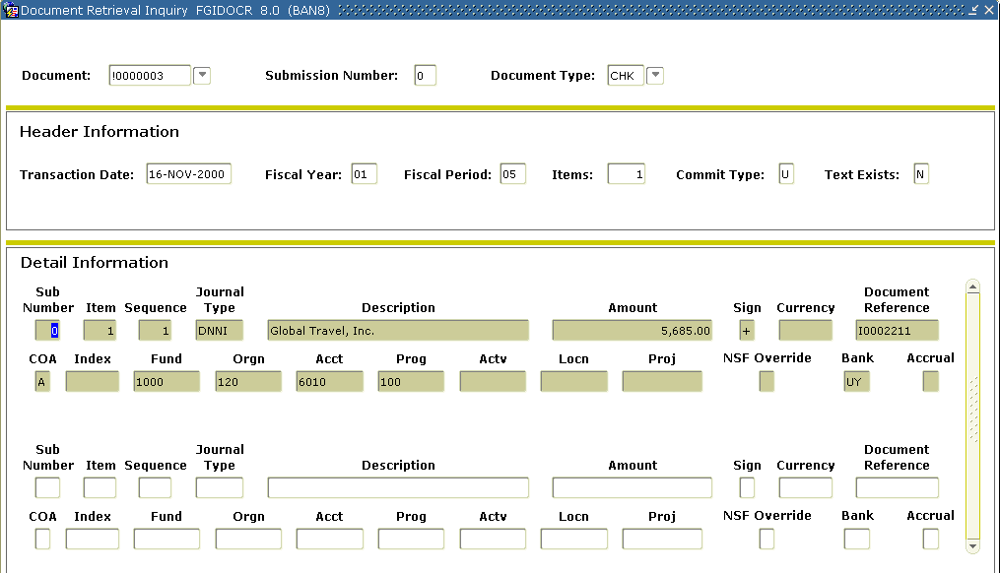 Document Retrieval Inquiry FGIDOCR 8.0 (BAN8)
Document: !0000003 Submission Number: 0 Document Type: CHK
Header Information
Transaction Date: 16-NOV-2000 Fiscal Year: 01 Fiscal Period: 05 Items: 1 Commit Type: U Text Exists: N
Detail Information
Sub Journal Document
Number Item Sequence Type Description Amount Sign Currency Reference
0 1 1 DNNI Global Travel, Inc. 5,685.00 + I0002211
COA Index Fund Orgn Acct Prog Actv Locn Proj NSF Override Bank Accrual
A 1000 120 6010 100 UY
Sub Journal Document
Number Item Sequence Type Description Amount Sign Currency Reference
COA Index Fund Orgn Acct Prog Actv Locn Proj NSF Override Bank Accrual